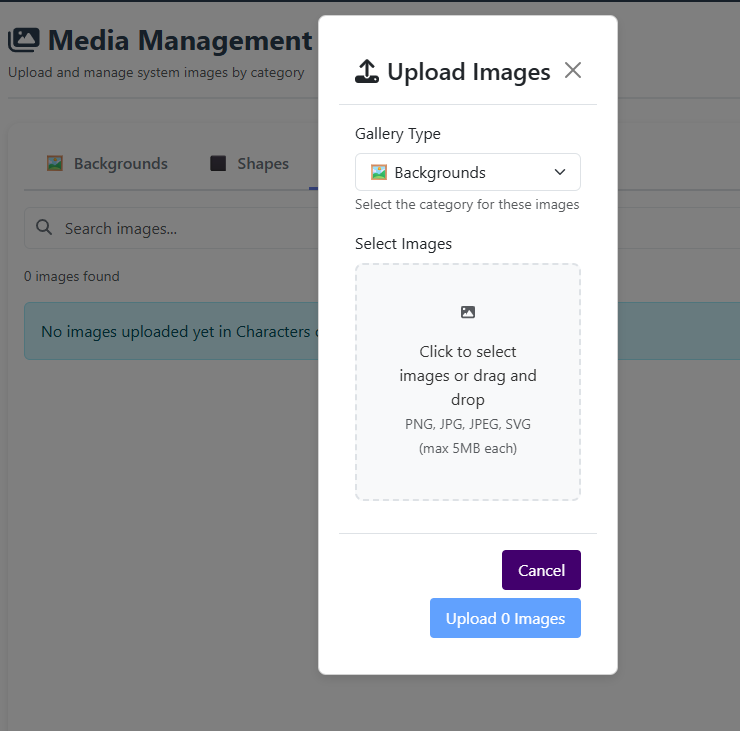 Media Management
Upload and manage system images by category
Backgrounds
Shapes
Search images...
0 images found
No images uploaded yet in Characters
Upload Images
Gallery Type
Backgrounds
Select the category for these images
Select Images
Click to select
images or drag and
drop
PNG, JPG, JPEG, SVG
(max 5MB each)
Cancel
Upload 0 Images